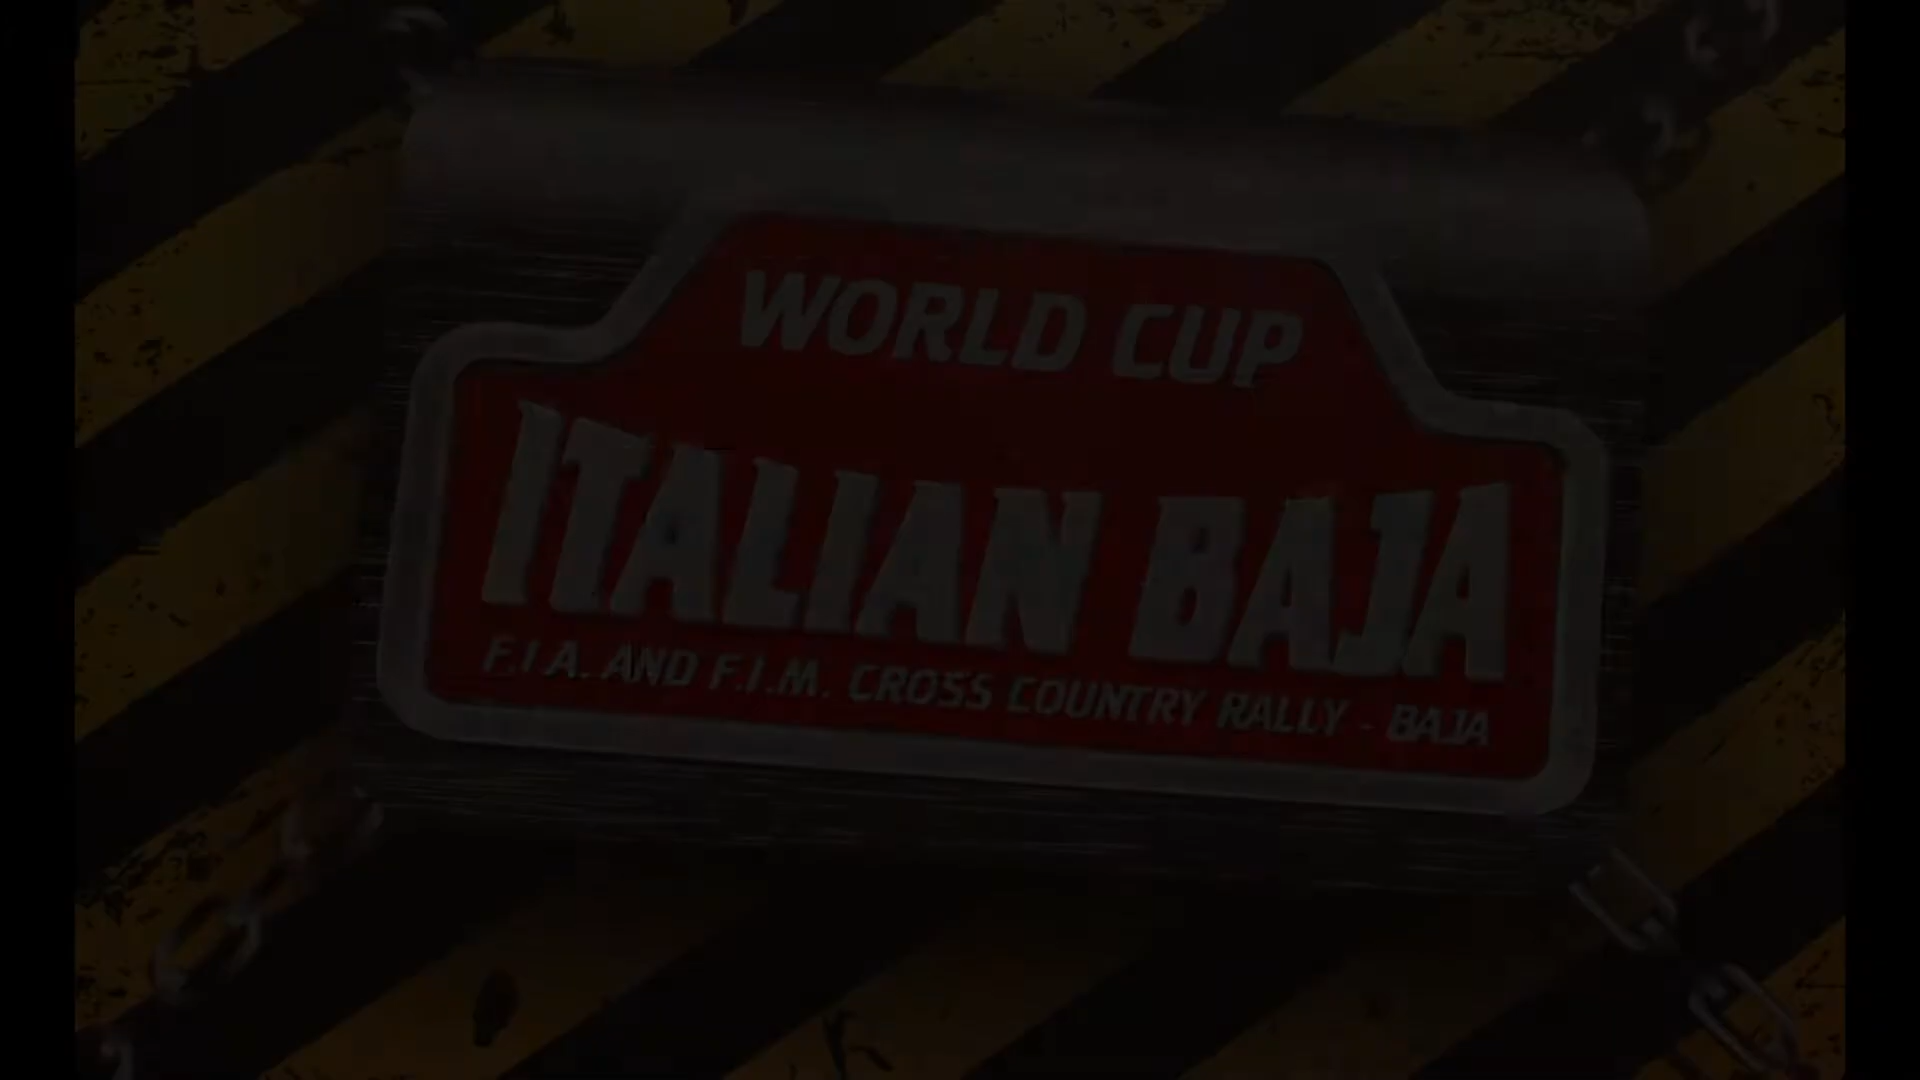 WORLD CUP
ITALIAN BAJA
F.I.A. AND F.I.M. CROSS COUNTRY RALLY - BAJA